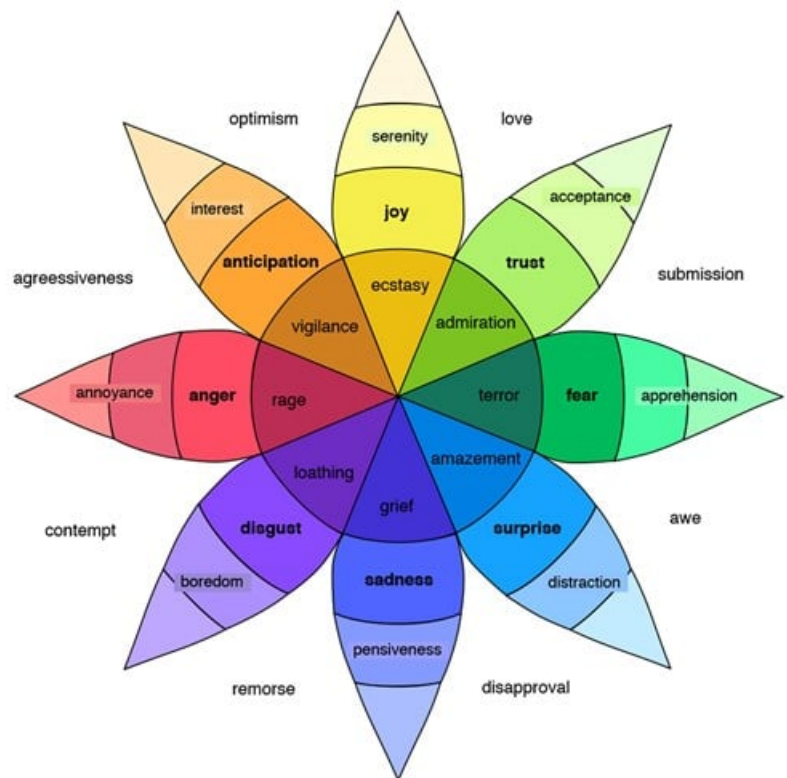 optimism
love
serenity
interest
acceptance
joy
anticipation
trust
agreessiveness
submission
ecstasy
vigilance
admiration
annoyance
anger
rage
terror
fear
apprehension
loathing
amazement
grief
contempt
disgust
surprise
awe
boredom
sadness
distraction
pensiveness
remorse
disapproval